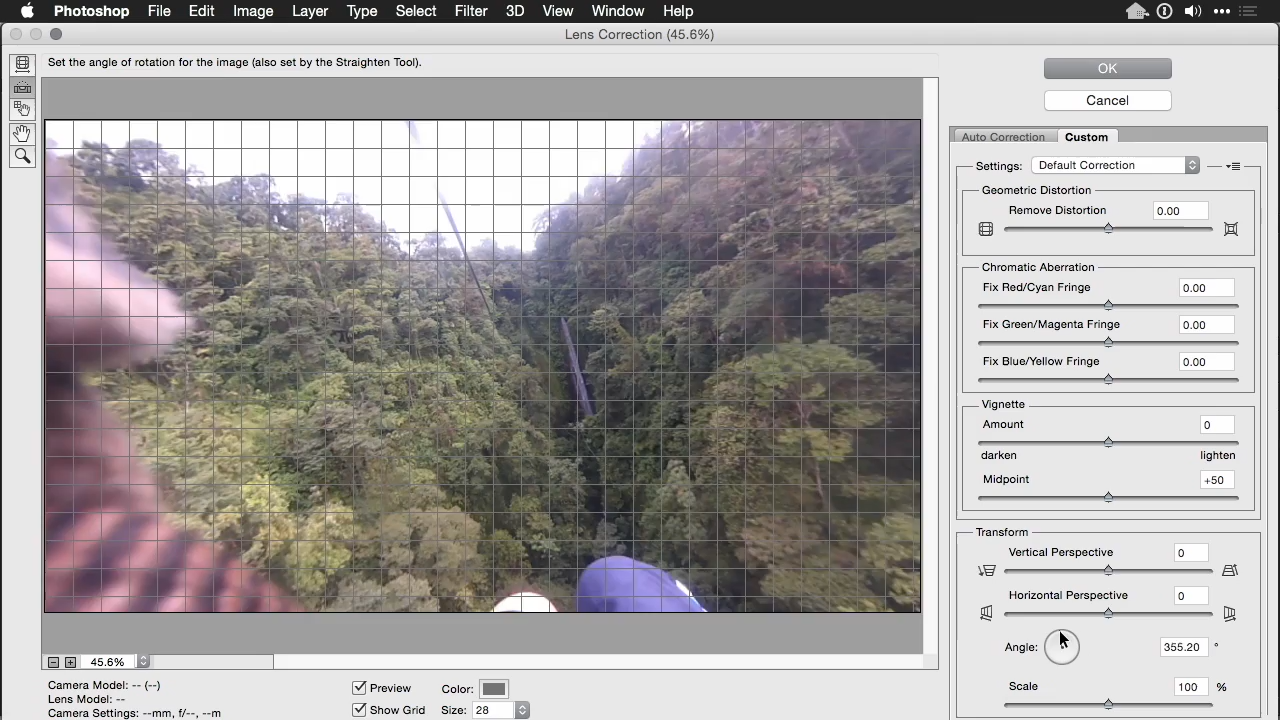 Photoshop File Edit Image Layer Type Select Filter 3D View Window Help
Lens Correction (45.6%)
Set the angle of rotation for the image (also set by the Straighten Tool).
OK
Cancel
Auto Correction Custom
Settings: Default Correction
Geometric Distortion
Remove Distortion 0.00
Chromatic Aberration
Fix Red/Cyan Fringe 0.00
Fix Green/Magenta Fringe 0.00
Fix Blue/Yellow Fringe 0.00
Vignette
Amount 0
darken lighten
Midpoint +50
Transform
Vertical Perspective 0
Horizontal Perspective 0
Angle: 355.20 °
Scale 100 %
45.6%
Camera Model: -- (--)
Lens Model: --
Camera Settings: --mm, f/--, --m
Preview Color:
Show Grid Size: 28